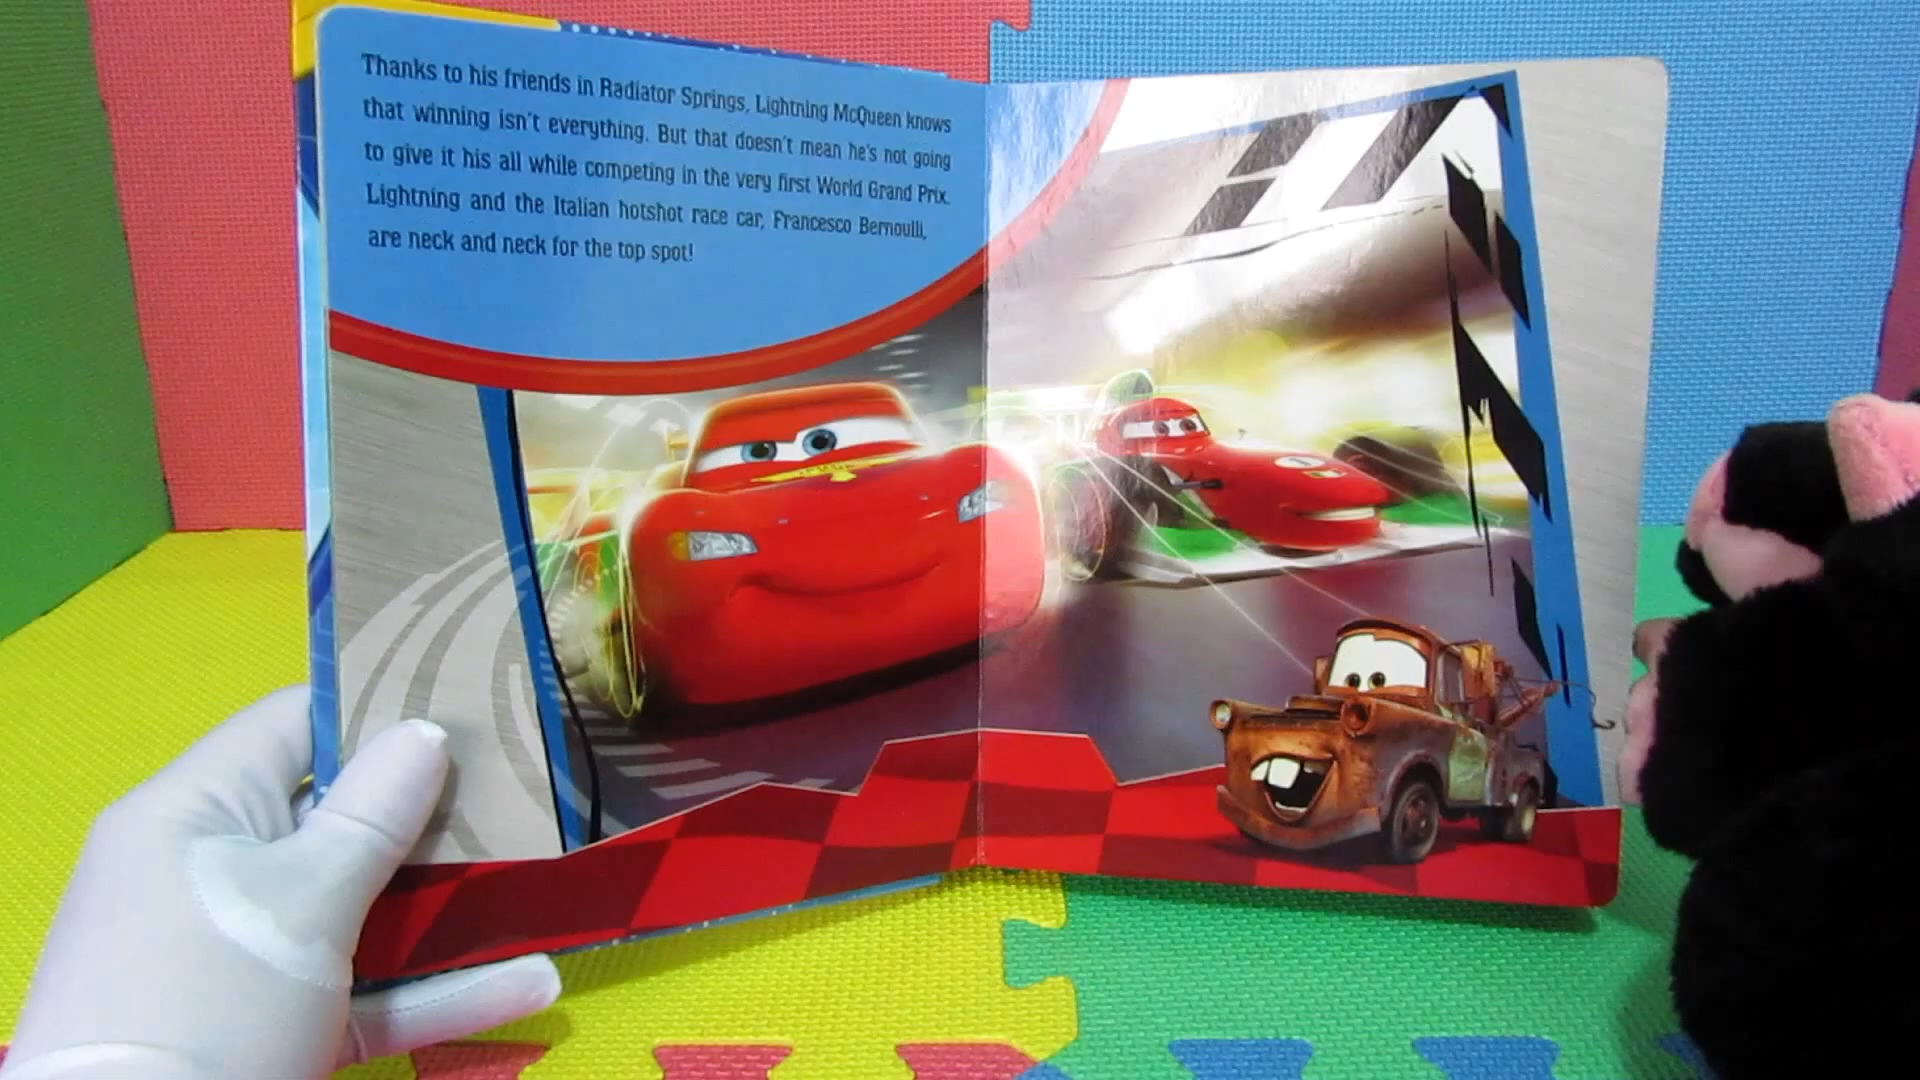 Thanks to his friends in Radiator Springs, Lightning McQueen knows
that winning isn't everything. But that doesn't mean he's not going
to give it his all while competing in the very first World Grand Prix.
Lightning and the Italian hotshot race car, Francesco Bernoulli,
are neck and neck for the top spot!
1